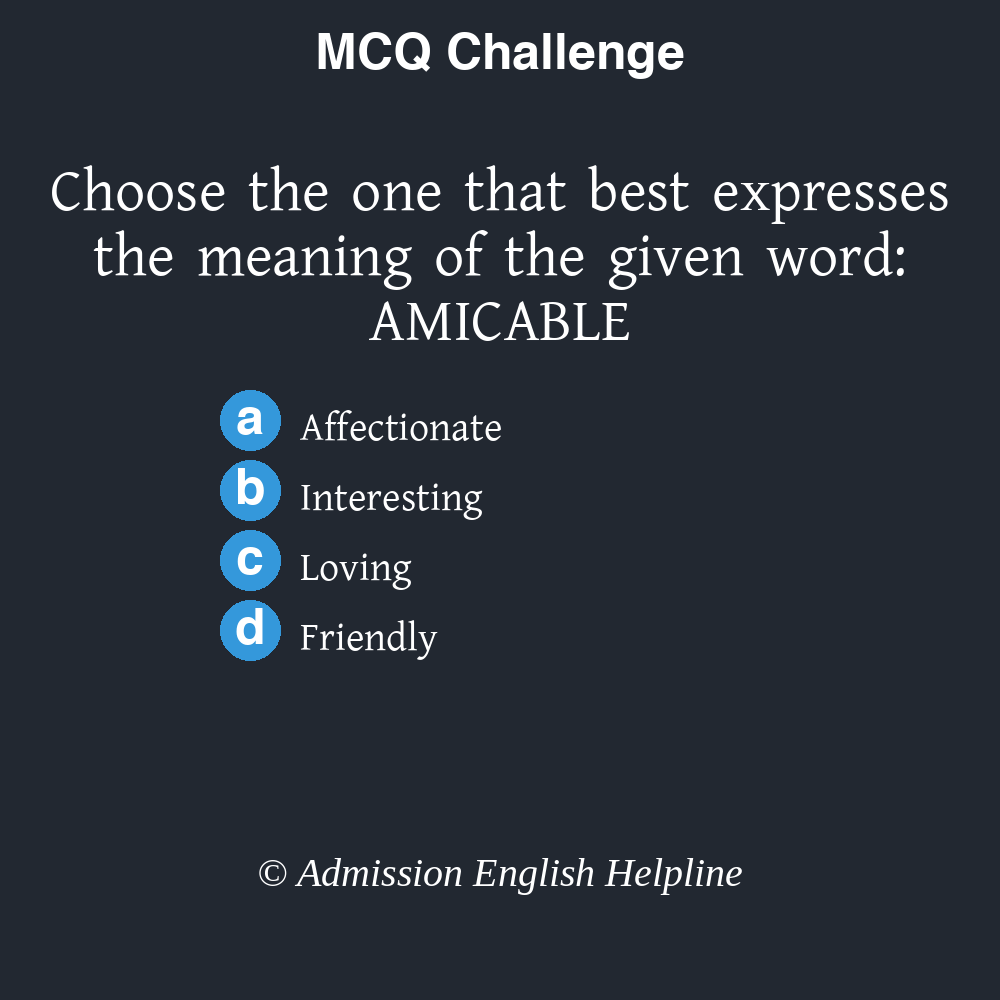 MCQ Challenge
Choose the one that best expresses
the meaning of the given word:
AMICABLE
a Affectionate
b Interesting
c Loving
d Friendly
© Admission English Helpline